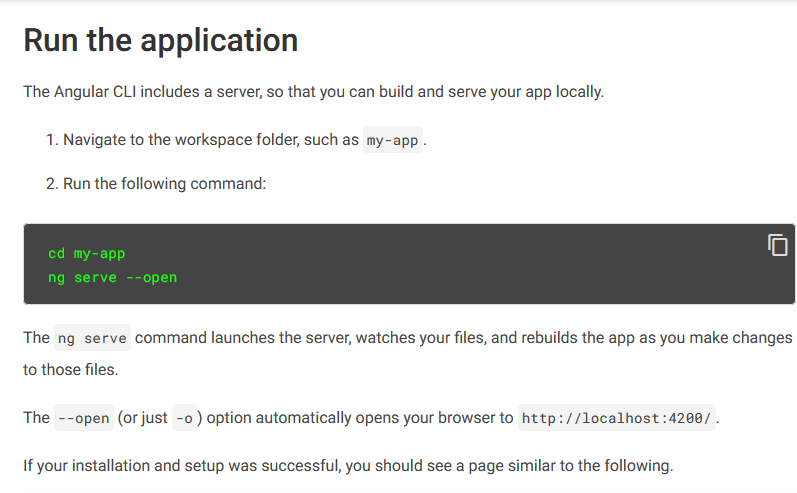 Run the application
The Angular CLI includes a server, so that you can build and serve your app locally.
1. Navigate to the workspace folder, such as my-app.
2. Run the following command:
cd my-app
ng serve --open
The ng serve command launches the server, watches your files, and rebuilds the app as you make changes
to those files.
The --open (or just -o) option automatically opens your browser to http://localhost:4200/.
If your installation and setup was successful, you should see a page similar to the following.